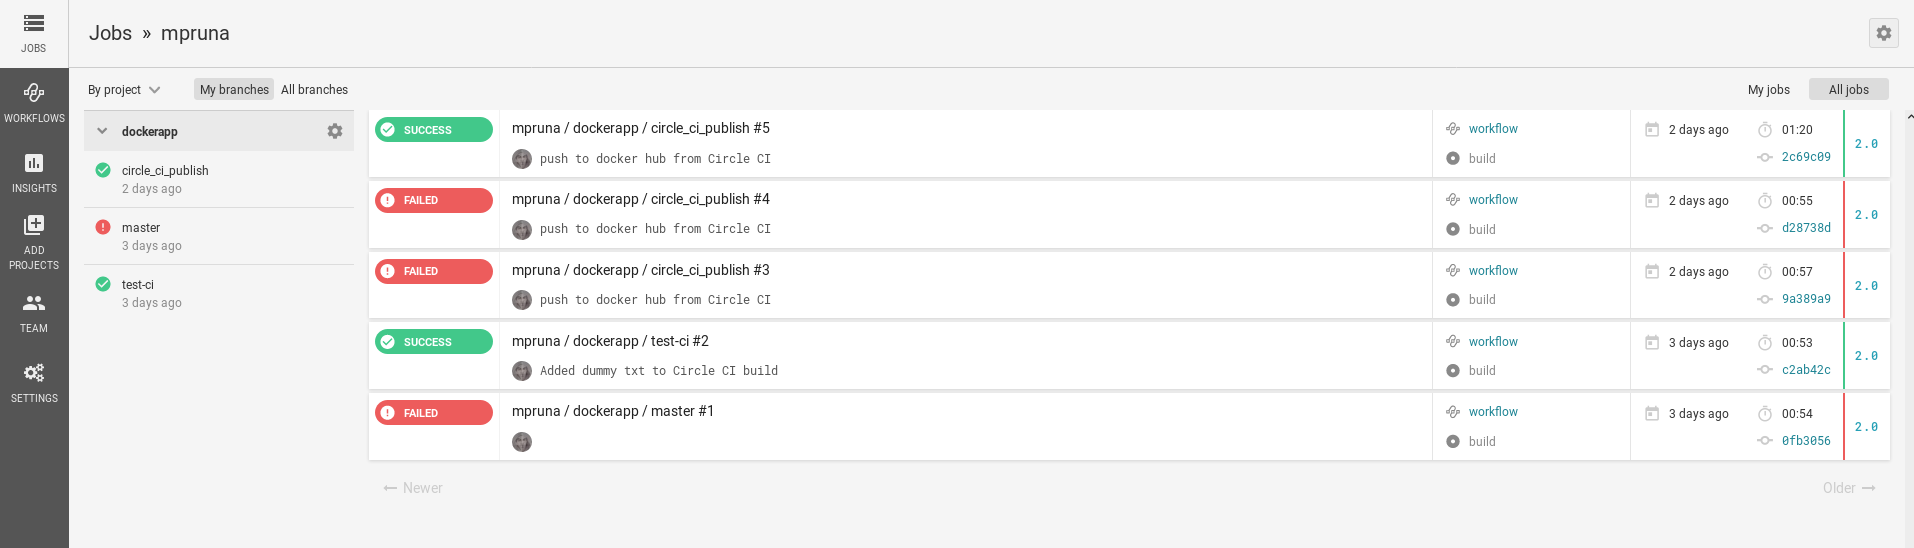 JOBS
WORKFLOWS
INSIGHTS
ADD
PROJECTS
TEAM
SETTINGS
Jobs » mpruna
By project
My branches All branches
My jobs All jobs
dockerapp
circle_ci_publish
2 days ago
master
3 days ago
test-ci
3 days ago
SUCCESS mpruna / dockerapp / circle_ci_publish #5 workflow 2 days ago 01:20 2.0
push to docker hub from Circle CI build 2c69c09
FAILED mpruna / dockerapp / circle_ci_publish #4 workflow 2 days ago 00:55 2.0
push to docker hub from Circle CI build d28738d
FAILED mpruna / dockerapp / circle_ci_publish #3 workflow 2 days ago 00:57 2.0
push to docker hub from Circle CI build 9a389a9
SUCCESS mpruna / dockerapp / test-ci #2 workflow 3 days ago 00:53 2.0
Added dummy txt to Circle CI build build c2ab42c
FAILED mpruna / dockerapp / master #1 workflow 3 days ago 00:54 2.0
build 0fb3056
← Newer Older →